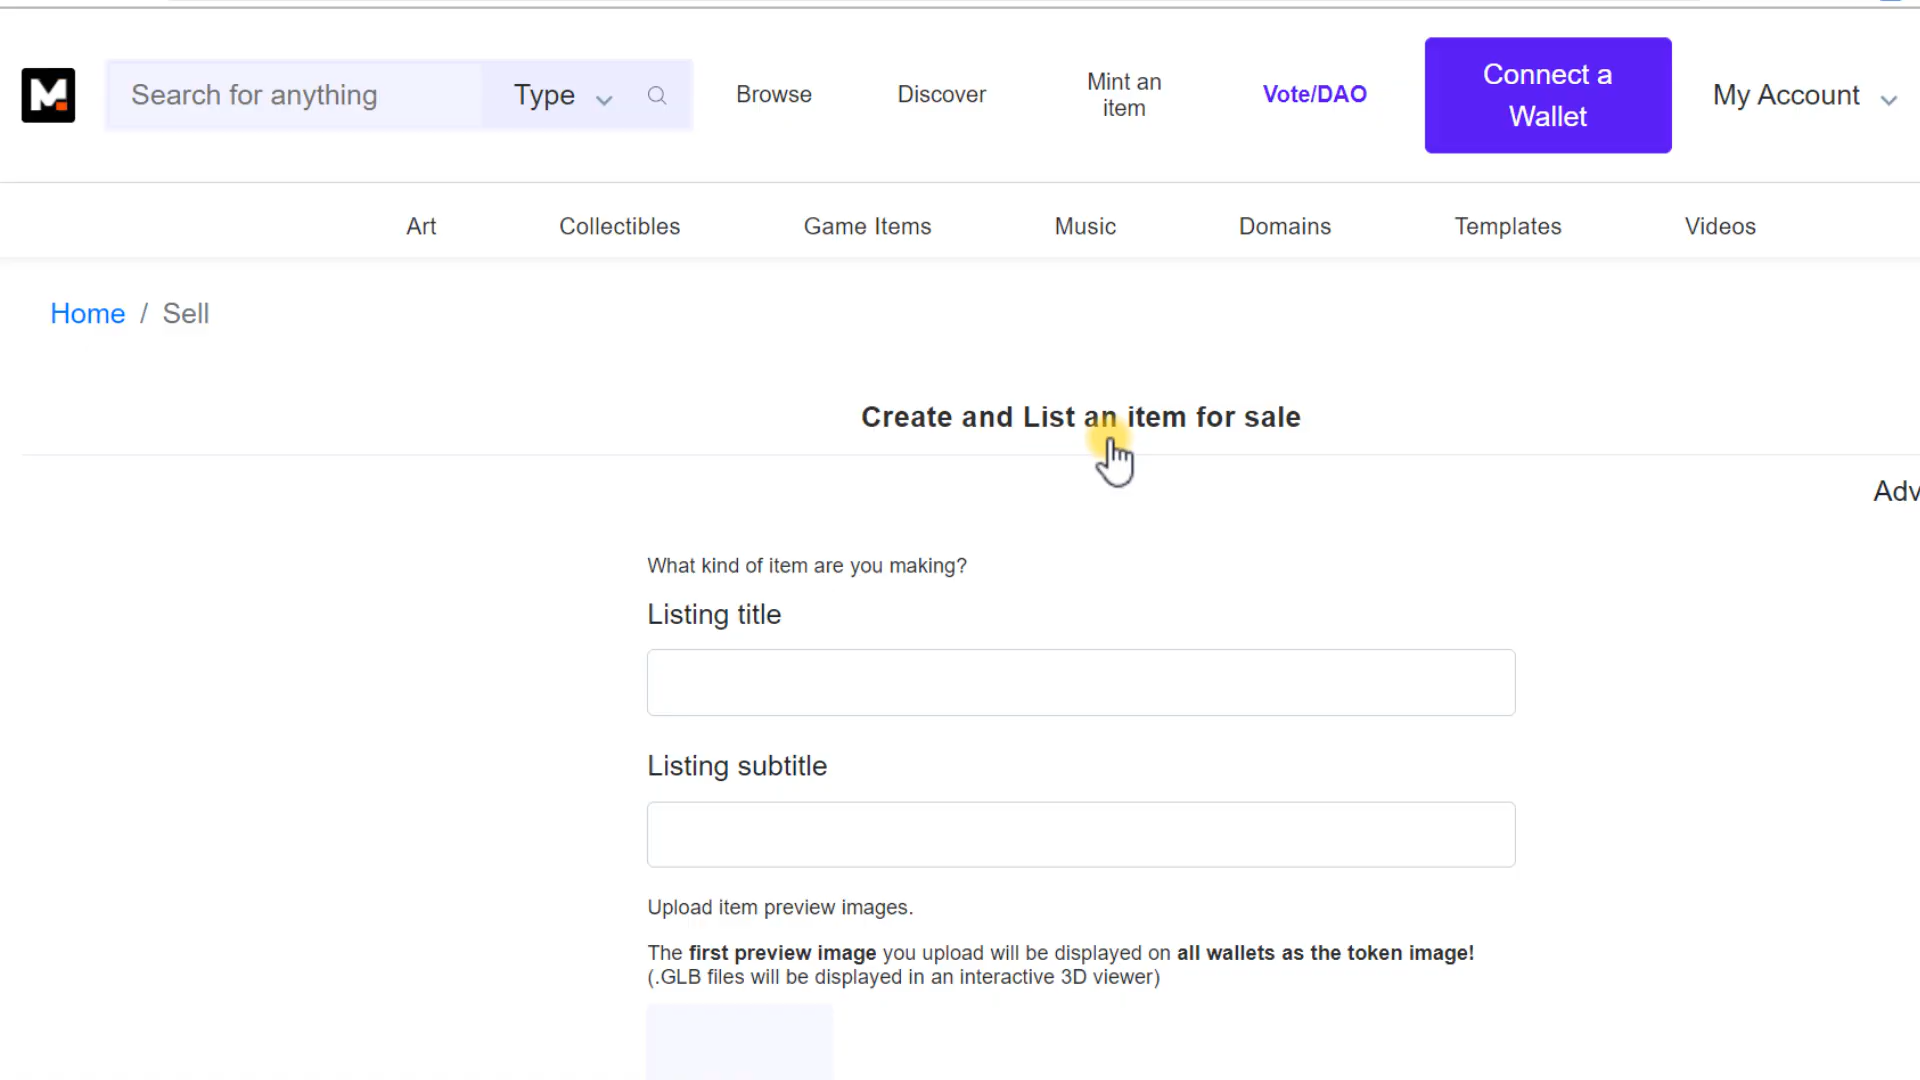 M.
Search for anything
Type
Browse
Discover
Mint an
item
Vote/DAO
Connect a
Wallet
My Account
Art
Collectibles
Game Items
Music
Domains
Templates
Videos
Home / Sell
Create and List an item for sale
Adv
What kind of item are you making?
Listing title
Listing subtitle
Upload item preview images.
The first preview image you upload will be displayed on all wallets as the token image!
(.GLB files will be displayed in an interactive 3D viewer)